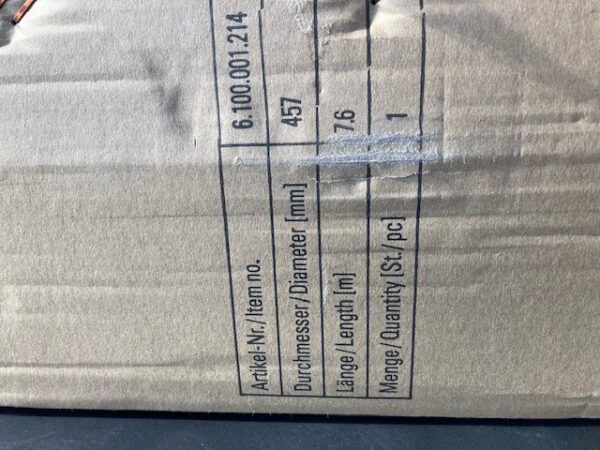 Artikel-Nr./Item no. 6.100.001.214
Durchmesser/Diameter [mm] 457
Länge/Length [m] 7.6
Menge/Quantity [St./pc] 1